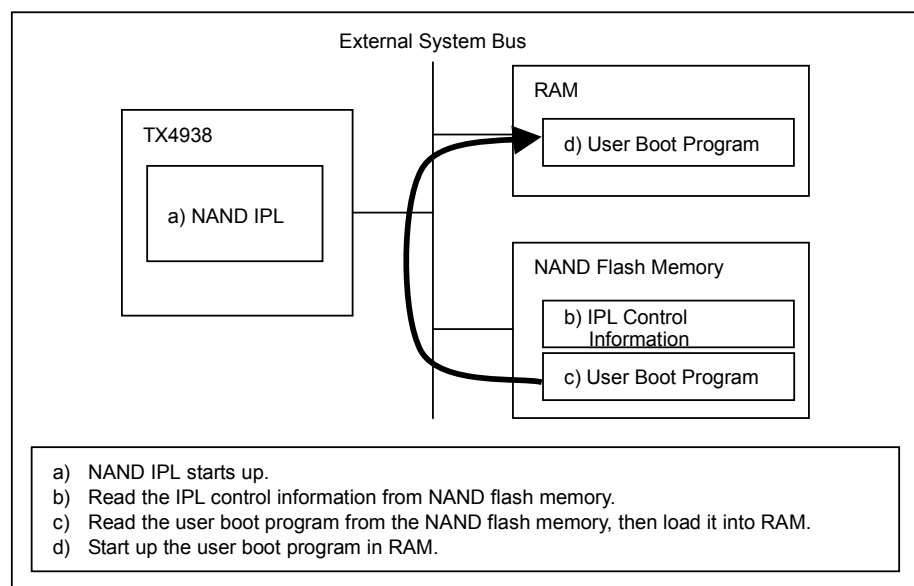 External System Bus
RAM
TX4938
d) User Boot Program
a) NAND IPL
NAND Flash Memory
b) IPL Control
Information
c) User Boot Program
a) NAND IPL starts up.
b) Read the IPL control information from NAND flash memory.
c) Read the user boot program from the NAND flash memory, then load it into RAM.
d) Start up the user boot program in RAM.